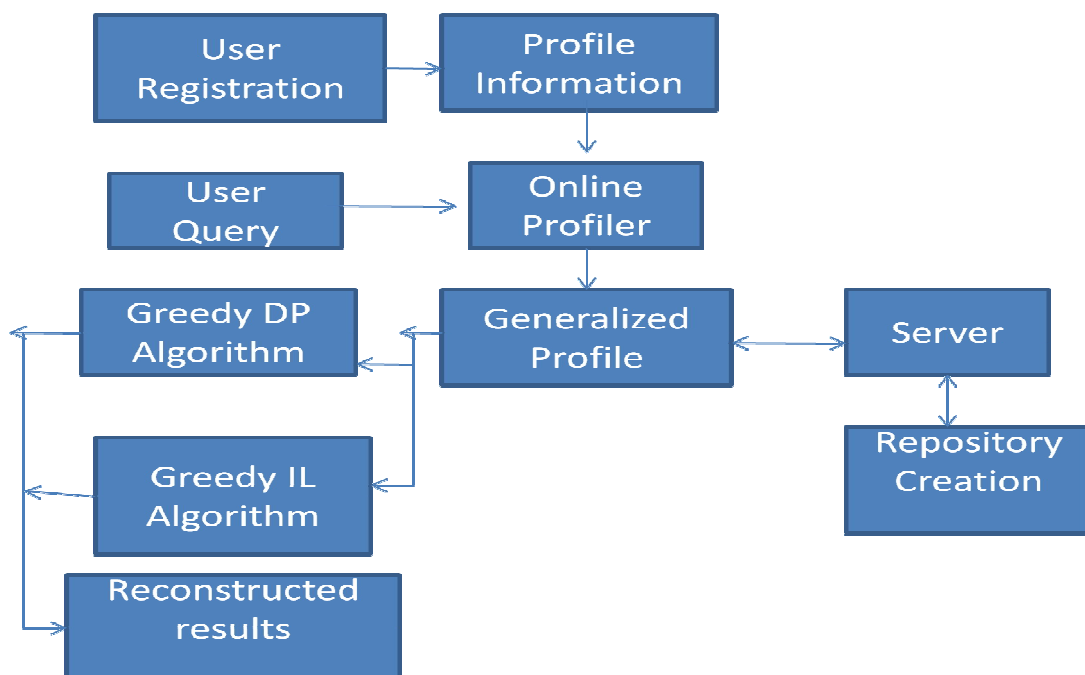 User
Registration
Profile
Information
User
Query
Online
Profiler
Greedy DP
Algorithm
Generalized
Profile
Server
Greedy IL
Algorithm
Repository
Creation
Reconstructed
results